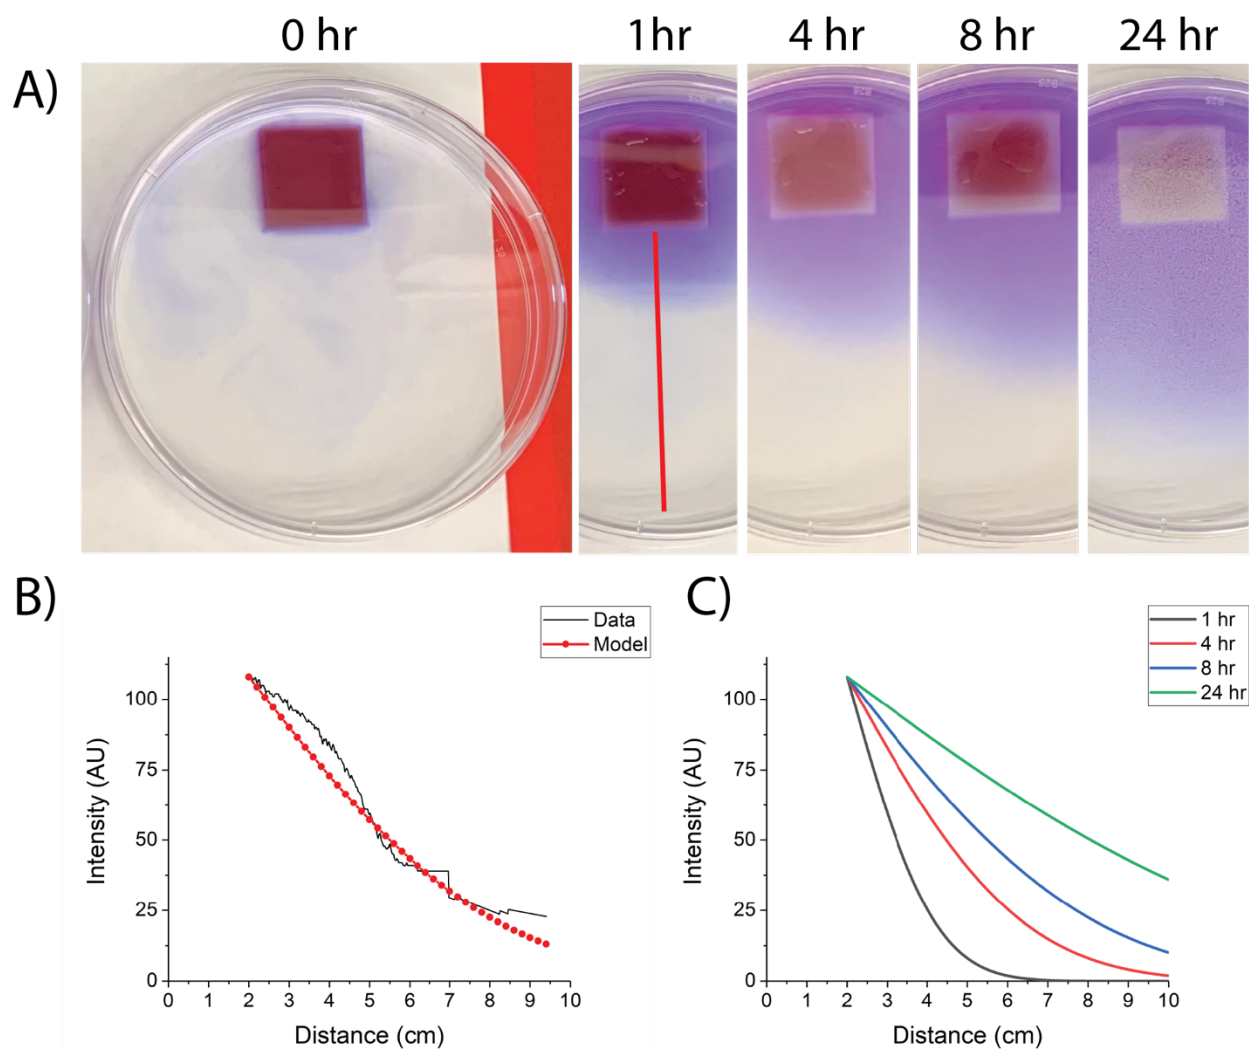 0 hr
1hr
4 hr
8 hr
24 hr
A)
B)
Data
Model
100
75
50
25
0
Intensity (AU)
0 1 2 3 4 5 6 7 8 9 10
Distance (cm)
C)
1 hr
4 hr
8 hr
24 hr
100
75
50
25
0
Intensity (AU)
0 1 2 3 4 5 6 7 8 9 10
Distance (cm)